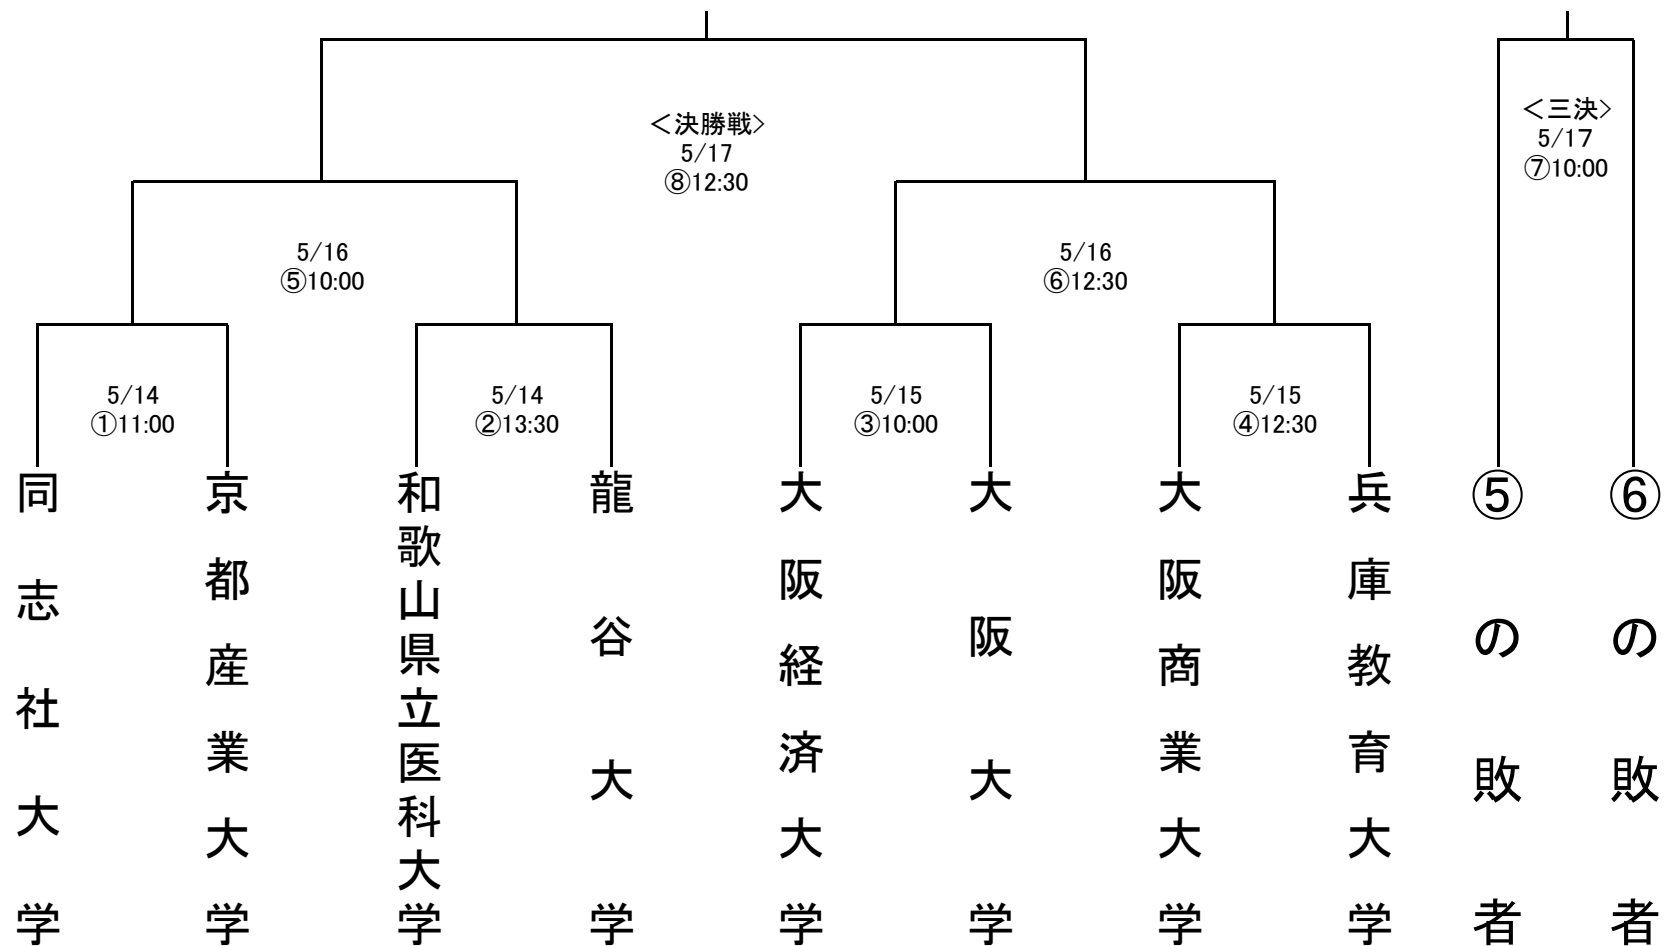 ＜決勝戦＞
5/17
⑧12:30
＜三決＞
5/17
⑦10:00
5/16
⑤10:00
5/16
⑥12:30
5/14
①11:00
5/14
②13:30
5/15
③10:00
5/15
④12:30
同志社大学
京都産業大学
和歌山県立医科大学
龍谷大学
大阪経済大学
大阪大学
大阪商業大学
兵庫教育大学
⑤の敗者
⑥の敗者